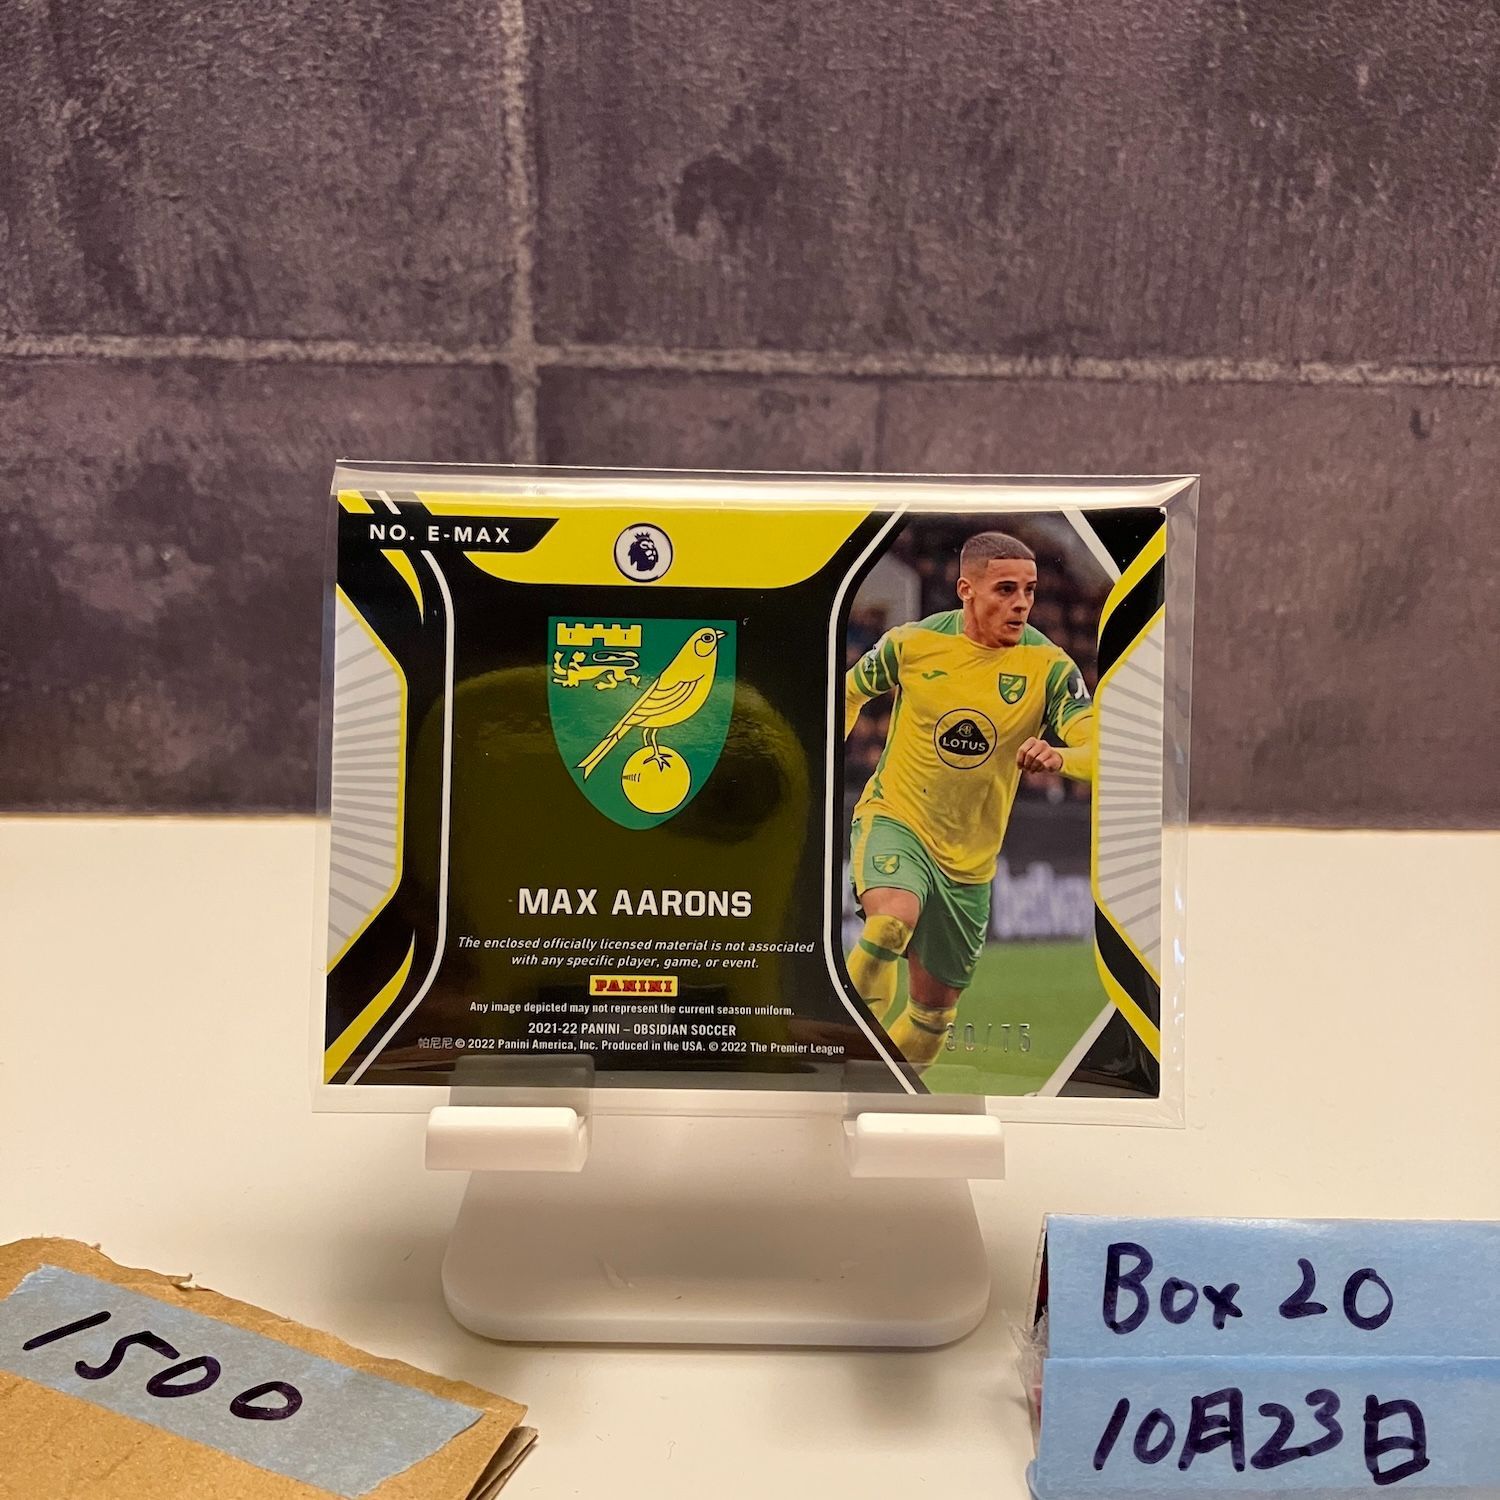 NO. E-MAX
LOTUS
MAX AARONS
The enclosed officially licensed material is not associated
with any specific player, game, or event.
PANINI
Any image depicted may not represent the current season uniform.
2021-22 PANINI – OBSIDIAN SOCCER
帕尼尼 © 2022 Panini America, Inc. Produced in the USA. © 2022 The Premier League
30/75
1500
Box 20
10月23日